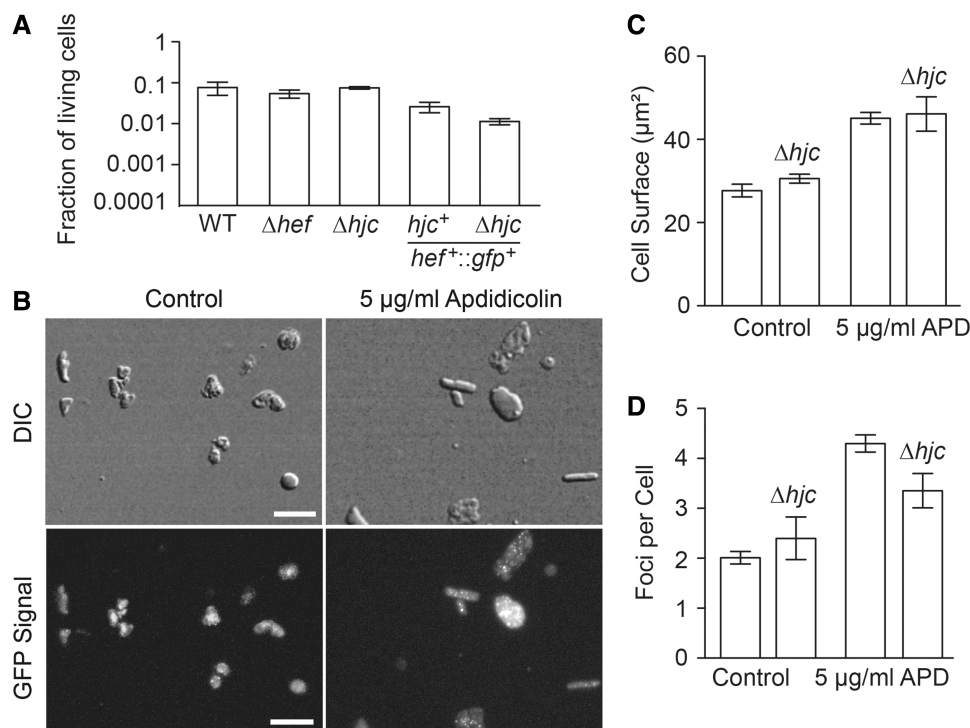 A
Fraction of living cells
1
0.1
0.01
0.001
0.0001
WT
Δhef
Δhjc
hjc⁺
Δhjc
hef⁺::gfp⁺
B
Control
5 µg/ml Apdidicolin
DIC
GFP Signal
C
Cell Surface (µm²)
60
40
20
0
Δhjc
Δhjc
Control
5 µg/ml APD
D
Foci per Cell
5
4
3
2
1
0
Δhjc
Δhjc
Control
5 µg/ml APD